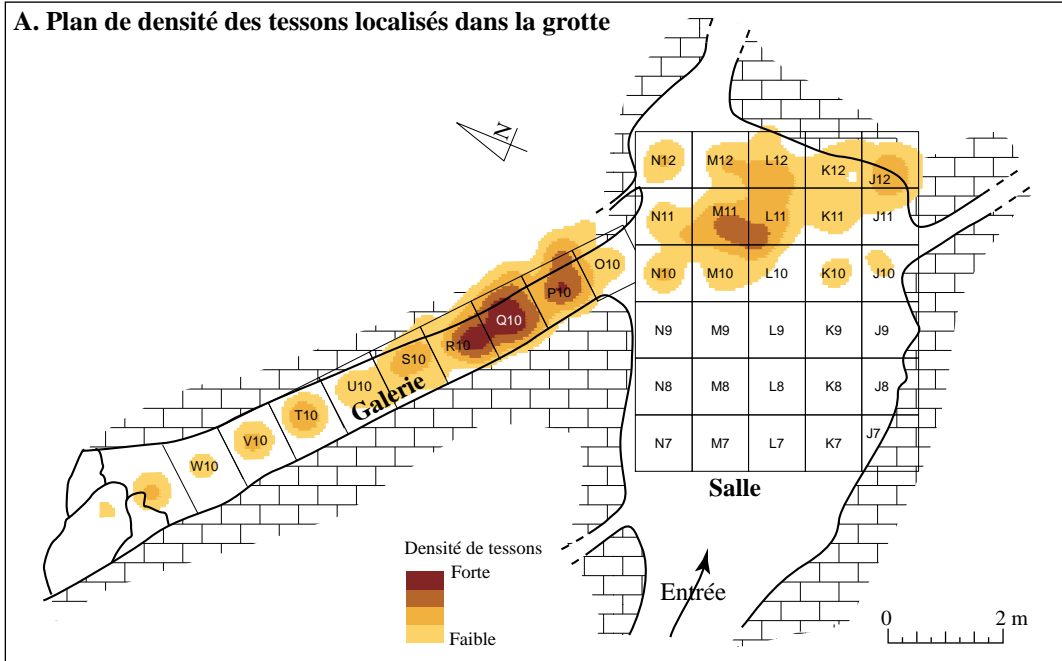 A. Plan de densité des tessons localisés dans la grotte
N
N12 M12 L12 K12 J12
N11 M11 L11 K11 J11
O10 N10 M10 L10 K10 J10
P10
Q10
R10
S10
U10
T10
V10
W10
Galerie
N9 M9 L9 K9 J9
N8 M8 L8 K8 J8
N7 M7 L7 K7 J7
Salle
Densité de tessons
Forte
Faible
Entrée
0 2 m